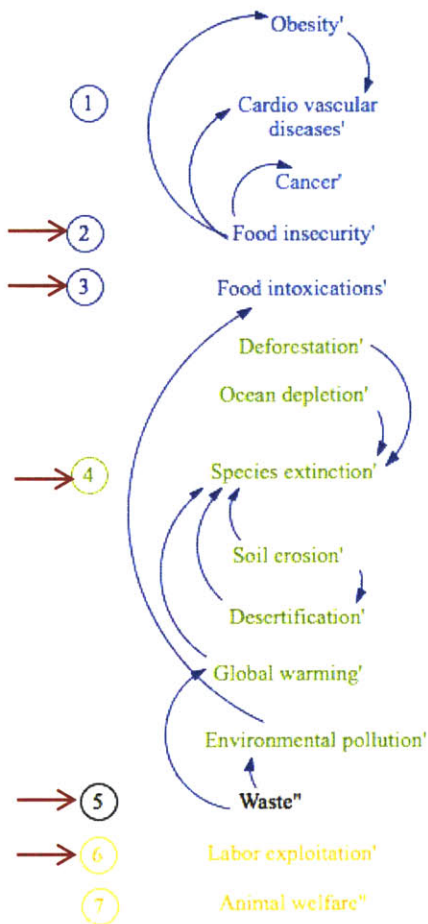 Obesity'
1
Cardio vascular
diseases'
Cancer'
2 Food insecurity'
3 Food intoxications'
Deforestation'
Ocean depletion'
4 Species extinction'
Soil erosion'
Desertification'
Global warming'
Environmental pollution'
5 Waste"
6 Labor exploitation'
7 Animal welfare"